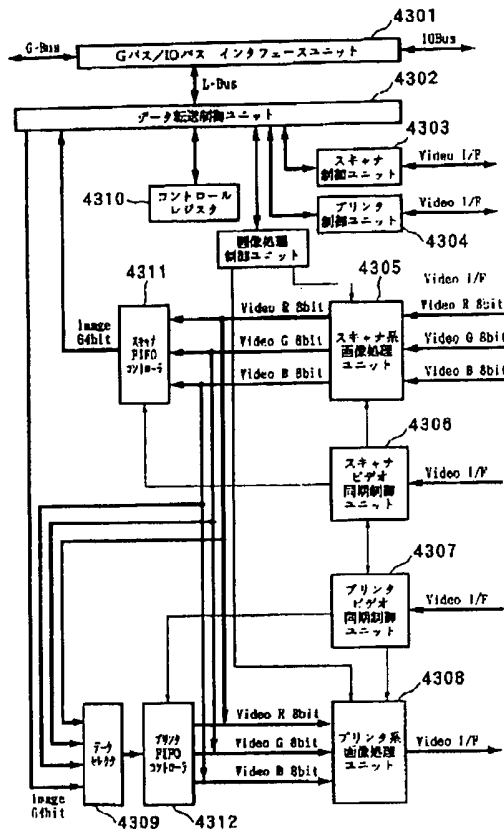 4301
G-Bus
Gバス/IOバス インタフェースユニット
IOBus
L-Bus
4302
データ転送制御ユニット
4303
スキャナ
制御ユニット
Video I/F
4310
コントロール
レジスタ
プリンタ
制御ユニット
Video I/F
4304
画像処理
制御ユニット
4311
4305
Video I/F
Image
64bit
スキャナ
FIFO
コントローラ
Video R 8bit
Video G 8bit
Video B 8bit
スキャナ系
画像処理
ユニット
Video R 8bit
Video G 8bit
Video B 8bit
4306
スキャナ
ビデオ
同期制御
ユニット
Video I/F
4307
プリンタ
ビデオ
同期制御
ユニット
Video I/F
4308
データ
セレクタ
プリンタ
FIFO
コントローラ
Video R 8bit
Video G 8bit
Video B 8bit
プリンタ系
画像処理
ユニット
Video I/F
Image
64bit
4309
4312